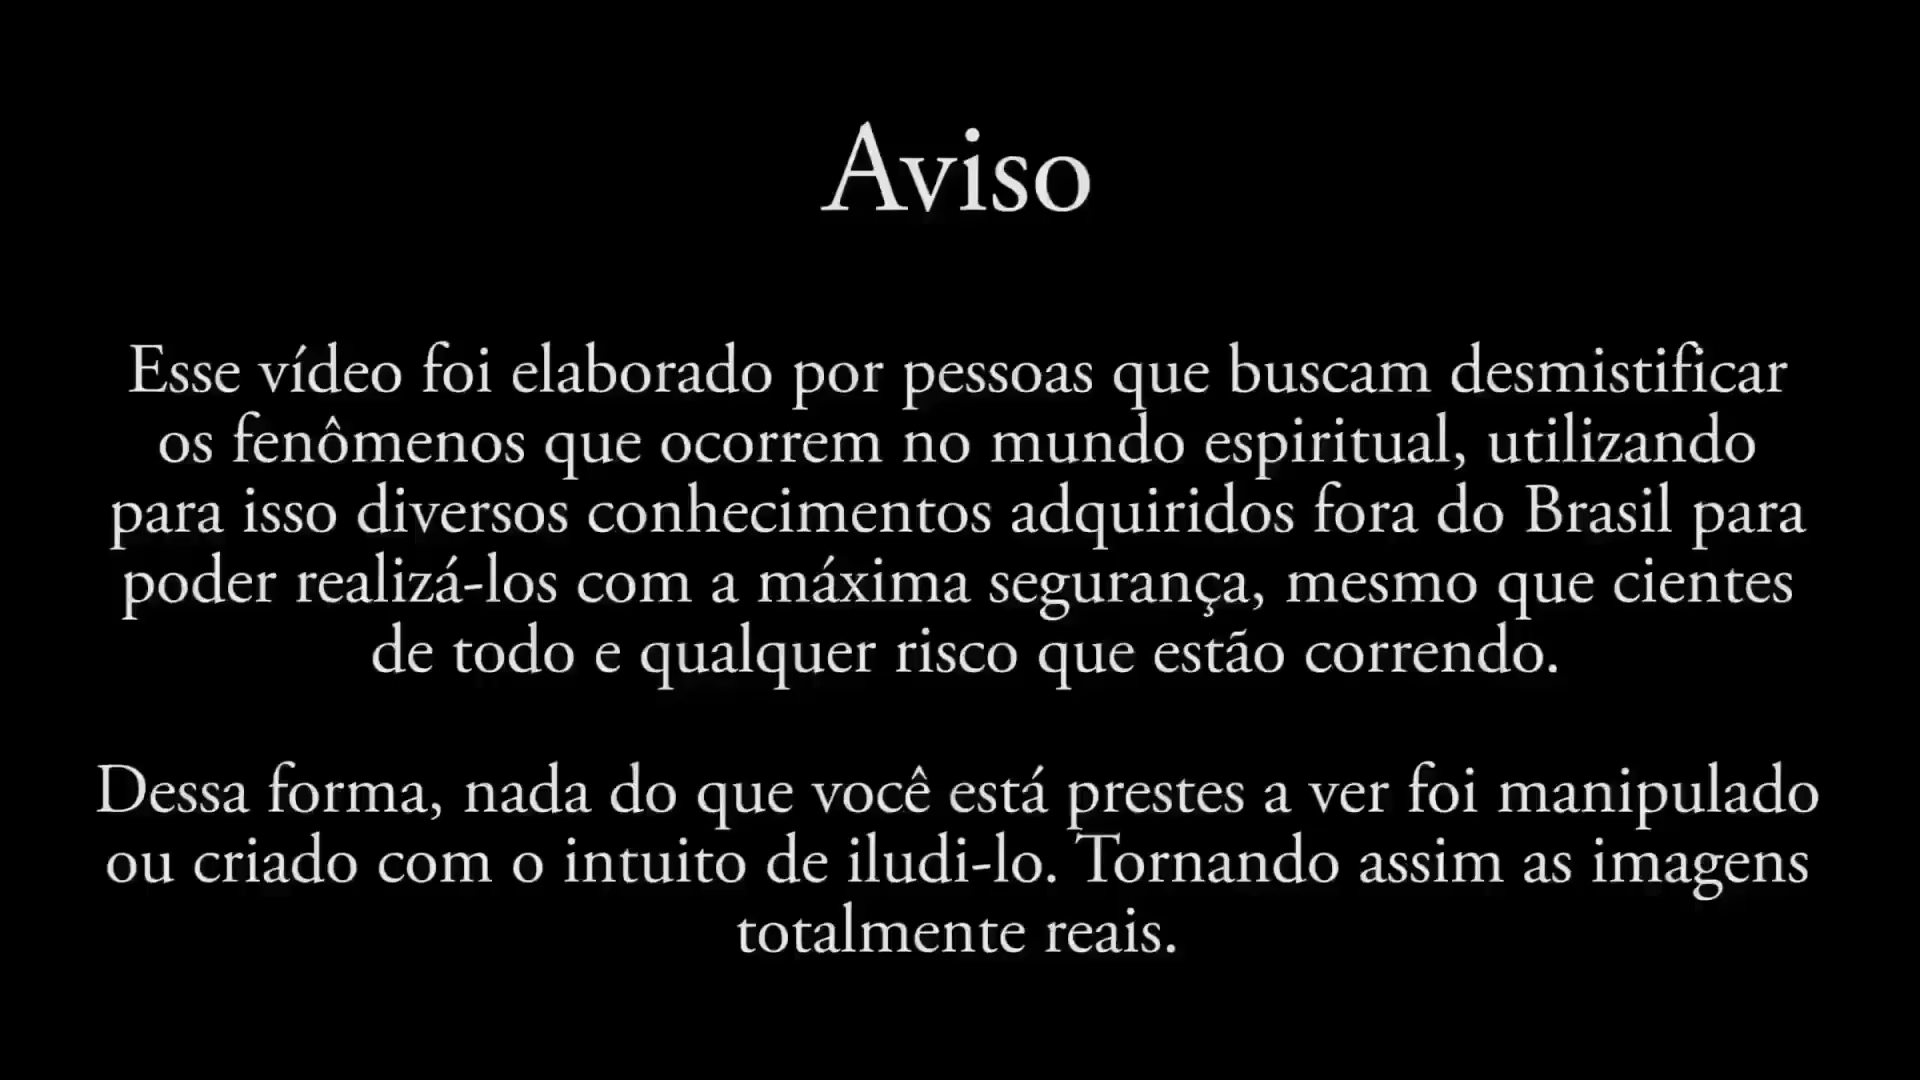 Aviso
Esse vídeo foi elaborado por pessoas que buscam desmistificar
os fenômenos que ocorrem no mundo espiritual, utilizando
para isso diversos conhecimentos adquiridos fora do Brasil para
poder realizá-los com a máxima segurança, mesmo que cientes
de todo e qualquer risco que estão correndo.
Dessa forma, nada do que você está prestes a ver foi manipulado
ou criado com o intuito de iludi-lo. Tornando assim as imagens
totalmente reais.